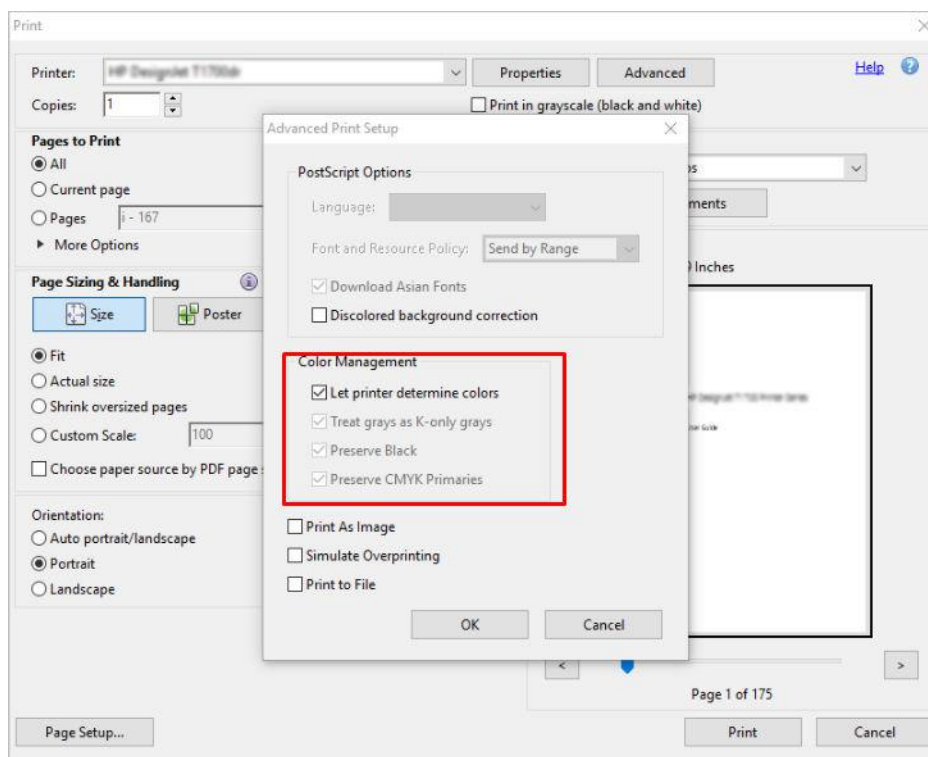 Print
Printer:
Properties
Advanced
Help
Copies:
1
Print in grayscale (black and white)
Pages to Print
All
Current page
Pages
i - 167
More Options
Page Sizing & Handling
Size
Poster
Fit
Actual size
Shrink oversized pages
Custom Scale:
100
Choose paper source by PDF page
Orientation:
Auto portrait/landscape
Portrait
Landscape
Page Setup...
Advanced Print Setup
PostScript Options
Language:
Font and Resource Policy:
Send by Range
Download Asian Fonts
Discolored background correction
Color Management
Let printer determine colors
Treat grays as K-only grays
Preserve Black
Preserve CMYK Primaries
Print As Image
Simulate Overprinting
Print to File
OK
Cancel
Inches
<
>
Page 1 of 175
Print
Cancel